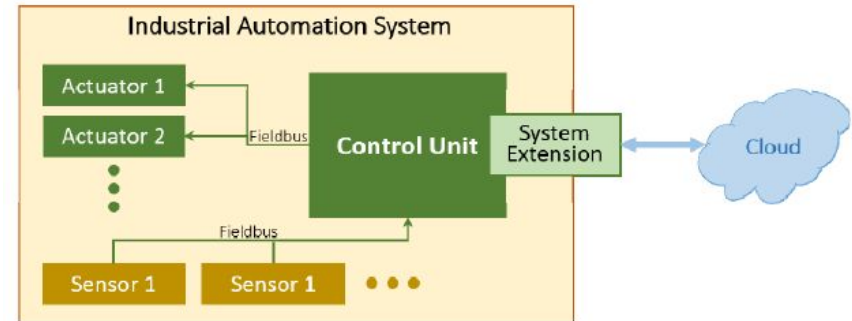 Industrial Automation System
Actuator 1
Actuator 2
Fieldbus
Control Unit
System
Extension
Cloud
Fieldbus
Sensor 1
Sensor 1